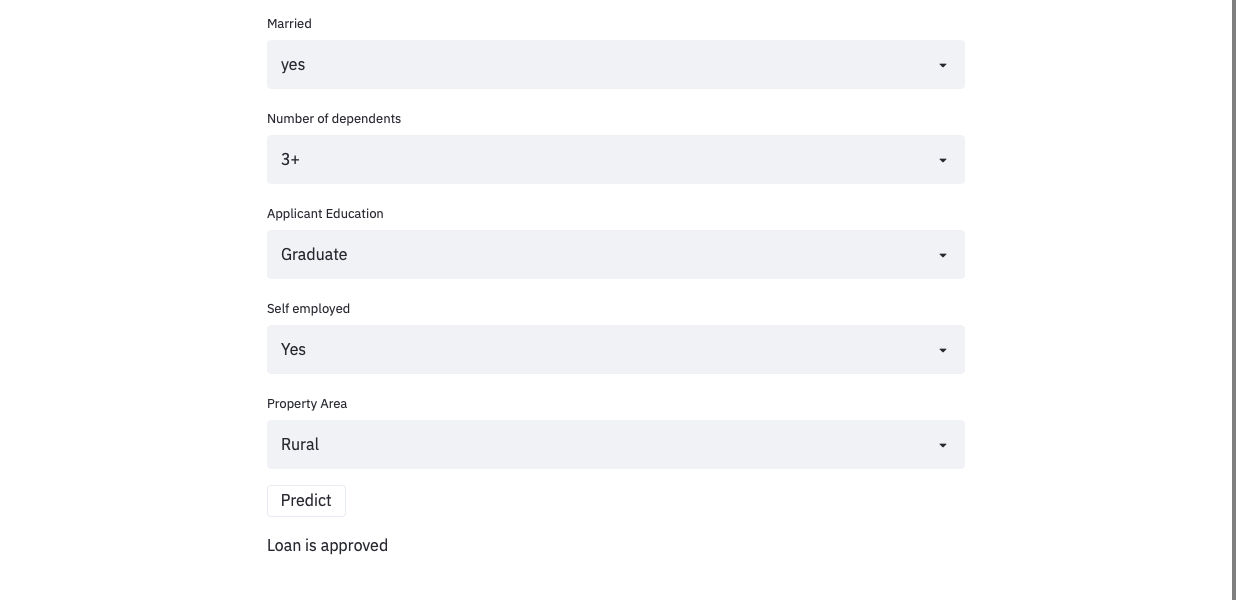 Married
yes
Number of dependents
3+
Applicant Education
Graduate
Self employed
Yes
Property Area
Rural
Predict
Loan is approved